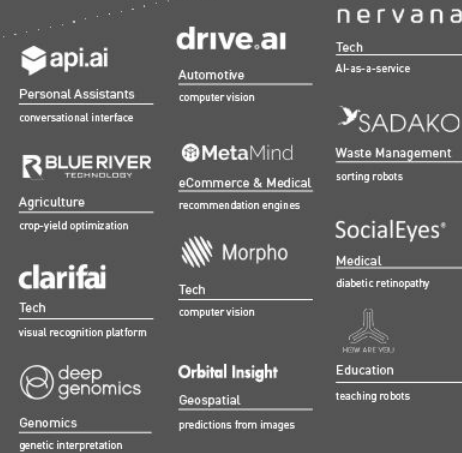 api.ai
Personal Assistants
conversational interface
BLUE RIVER
TECHNOLOGY
Agriculture
crop-yield optimization
clarifai
Tech
visual recognition platform
deep
genomics
Genomics
genetic interpretation
drive.ai
Automotive
computer vision
MetaMind
eCommerce & Medical
recommendation engines
Morpho
Tech
computer vision
Orbital Insight
Geospatial
predictions from images
nervana
Tech
AI-as-a-service
SADAKO
Waste Management
sorting robots
SocialEyes
Medical
diabetic retinopathy
HEIW ARE YEIU
Education
teaching robots